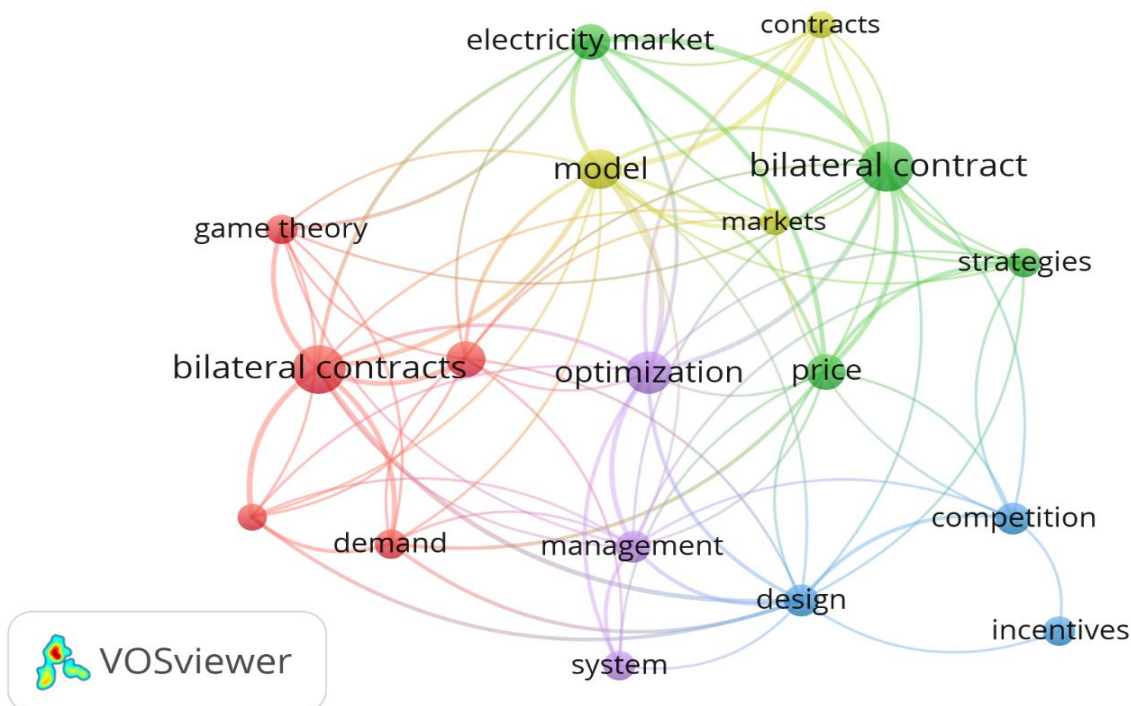 contracts
electricity market
bilateral contract
model
markets
game theory
strategies
bilateral contracts
optimization
price
competition
demand
management
design
incentives
system
VOSviewer